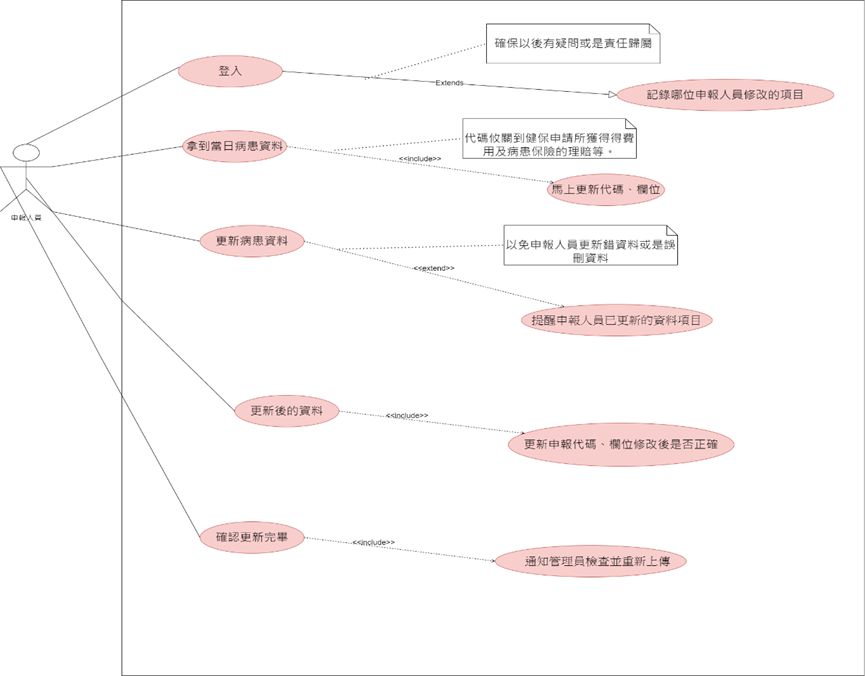 確保以後有疑問或是責任歸屬
登入
Extends
記錄哪位申報人員修改的項目
代碼攸關到健保申請所獲得得費
用及病患保險的理賠等。
拿到當日病患資料
<<include>>
馬上更新代碼、欄位
申報人員
更新病患資料
以免申報人員更新錯資料或是誤
刪資料
<<extend>>
提醒申報人員已更新的資料項目
更新後的資料
<<include>>
更新申報代碼、欄位修改後是否正確
確認更新完畢
<<include>>
通知管理員檢查並重新上傳